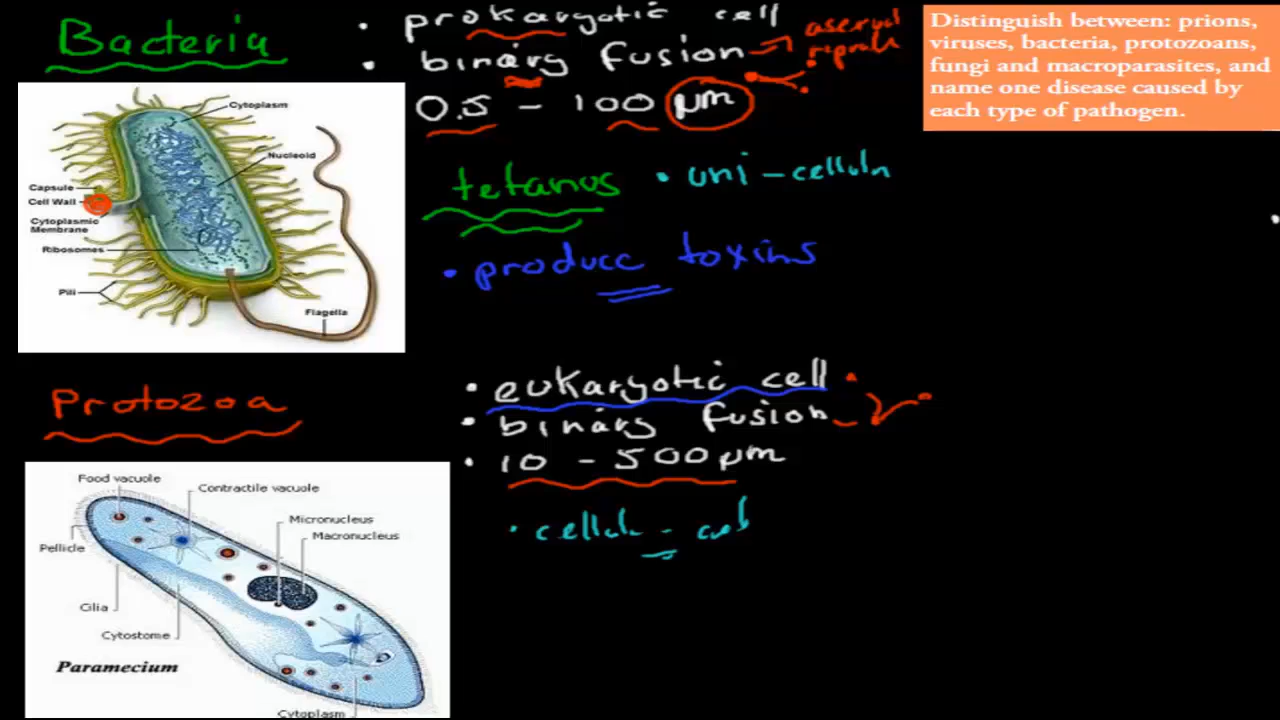 Bacteria
• prokaryotic cell
• binary fusion → asexual
0.5 - 100 µm
Distinguish between: prions,
viruses, bacteria, protozoans,
fungi and macroparasites, and
name one disease caused by
each type of pathogen.
Cytoplasm
Nucleoid
Capsule
Cell Wall
Cytoplasmic
Membrane
Ribosomes
Pili
Flagella
tetanus • uni-cellular
• produce toxins
Protozoa
• eukaryotic cell
• binary fusion
• 10 - 500 µm
Food vacuole
Contractile vacuole
Micronucleus
Macronucleus
Pellicle
Cilia
Cytostome
Paramecium
Cytoplasm